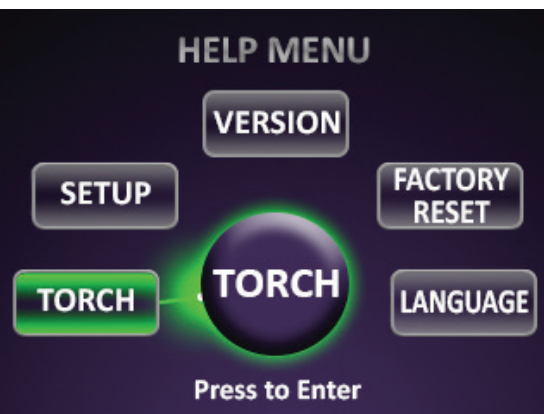 HELP MENU
VERSION
SETUP
FACTORY
RESET
TORCH
TORCH
LANGUAGE
Press to Enter